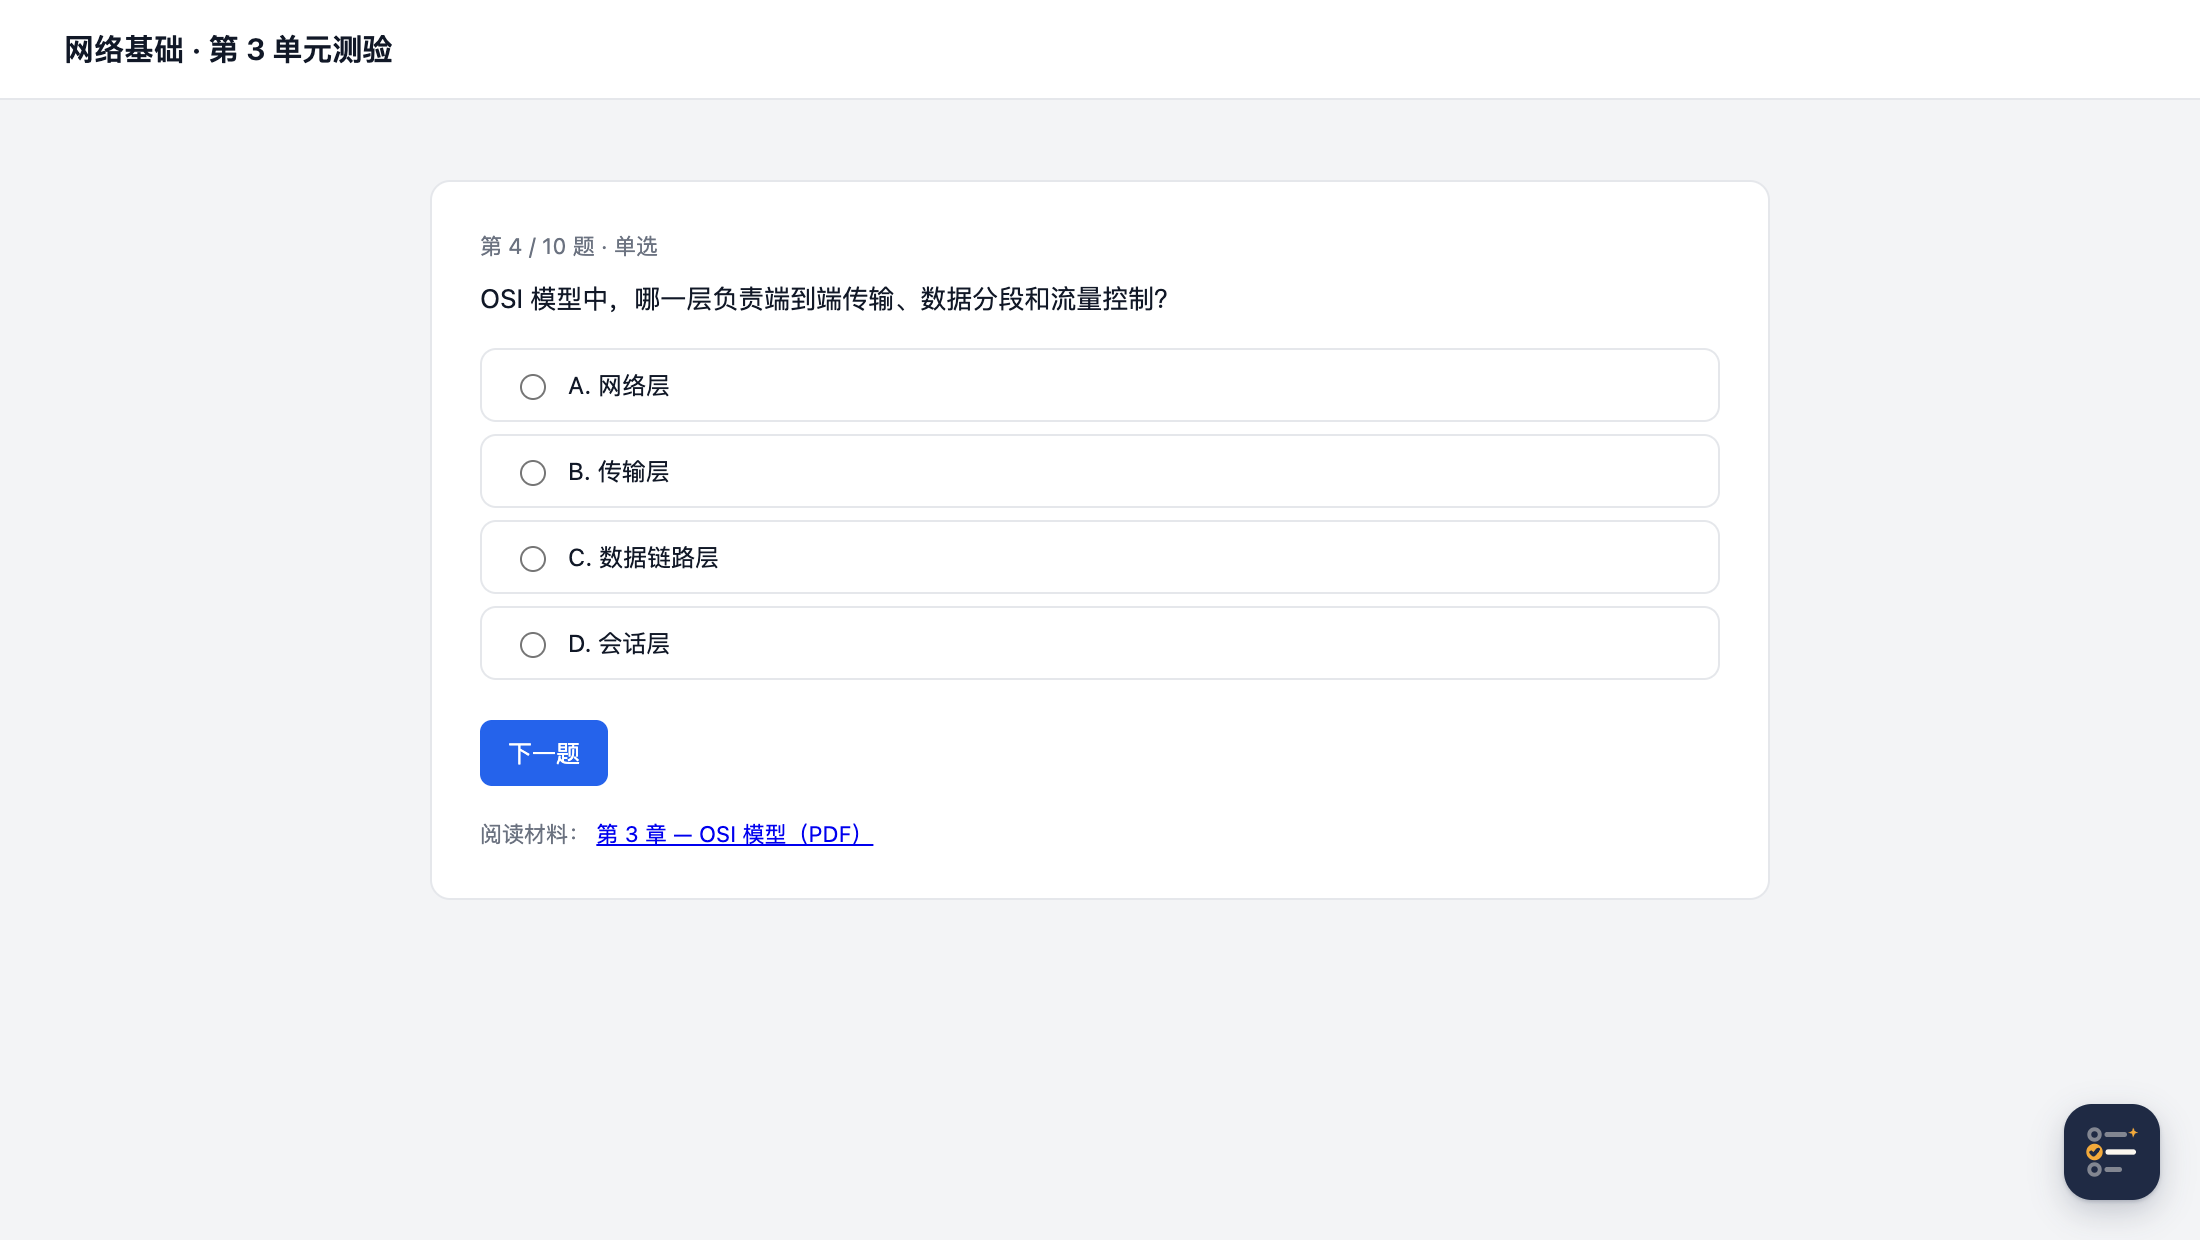 网络基础 · 第 3 单元测验
第 4 / 10 题 · 单选
OSI 模型中，哪一层负责端到端传输、数据分段和流量控制?
A. 网络层
B. 传输层
C. 数据链路层
D. 会话层
下一题
阅读材料： 第 3 章 — OSI 模型（PDF）